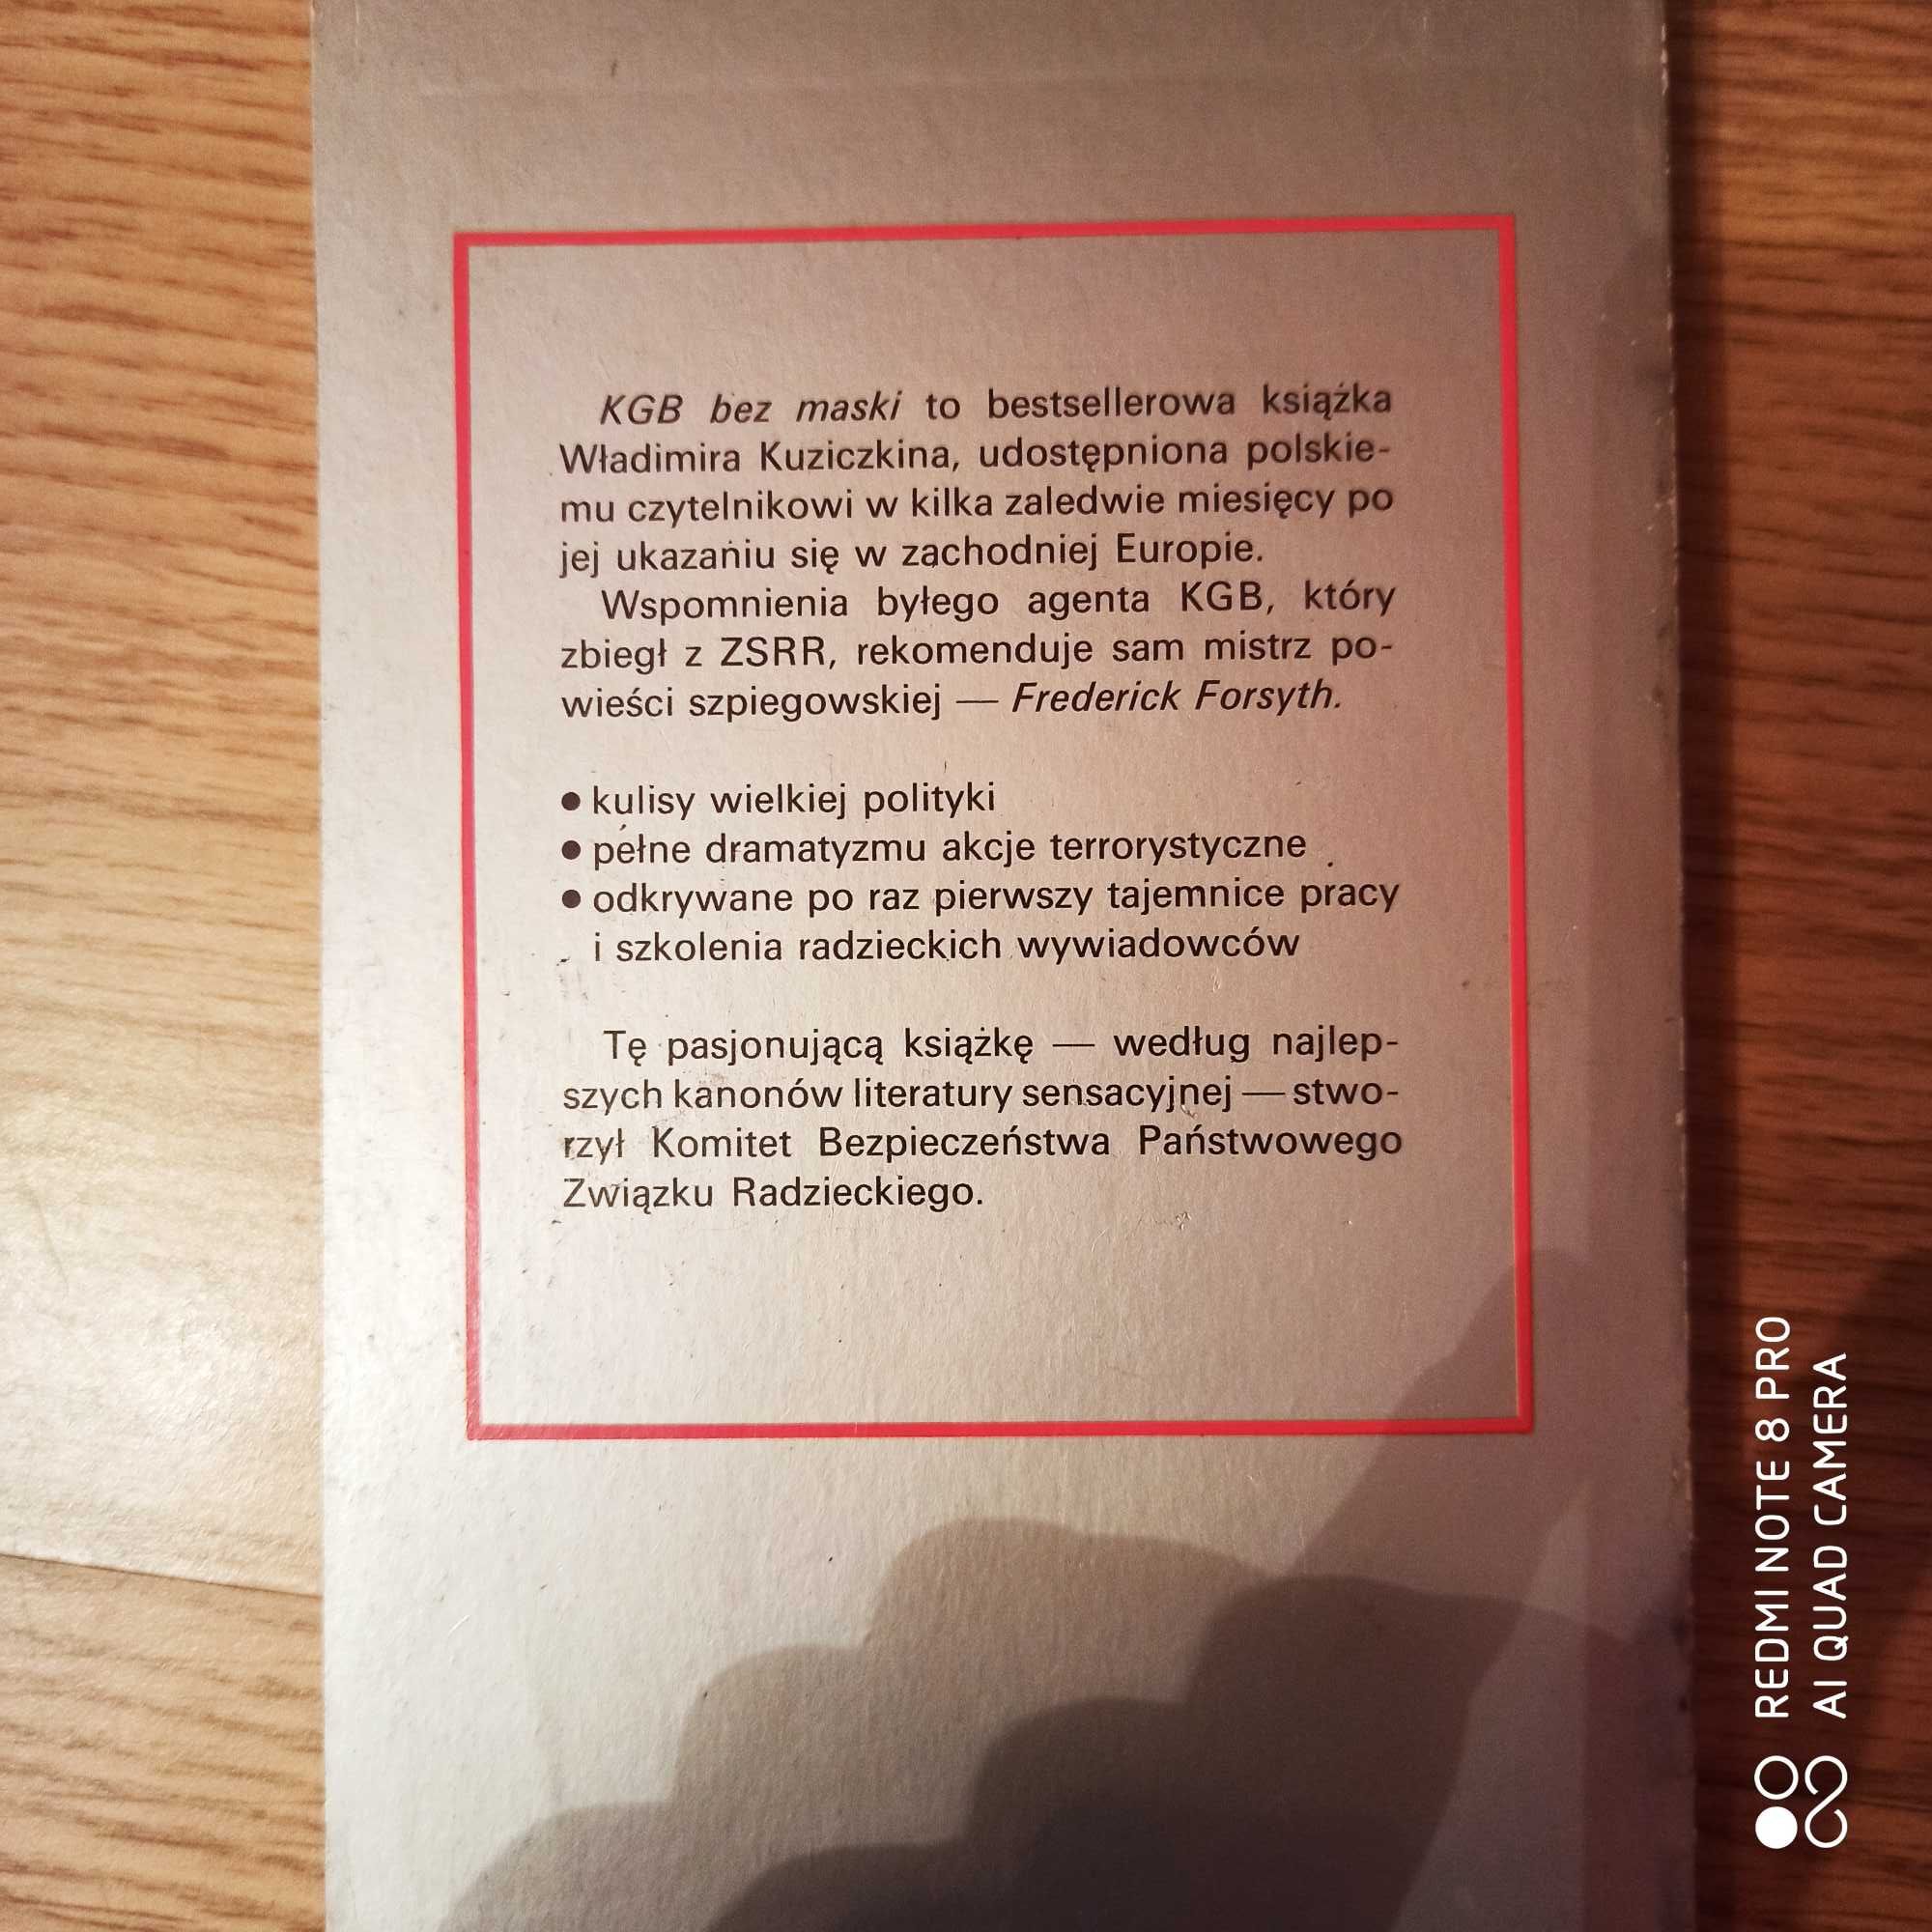 KGB bez maski to bestsellerowa książka
Władimira Kuziczkina, udostępniona polskie-
mu czytelnikowi w kilka zaledwie miesięcy po
jej ukazaniu się w zachodniej Europie.
Wspomnienia byłego agenta KGB, który
zbiegł z ZSRR, rekomenduje sam mistrz po-
wieści szpiegowskiej — Frederick Forsyth.
● kulisy wielkiej polityki
● pełne dramatyzmu akcje terrorystyczne
● odkrywane po raz pierwszy tajemnice pracy
i szkolenia radzieckich wywiadowców
Tę pasjonującą książkę — według najlep-
szych kanonów literatury sensacyjnej — stwo-
rzył Komitet Bezpieczeństwa Państwowego
Związku Radzieckiego.
REDMI NOTE 8 PRO
AI QUAD CAMERA